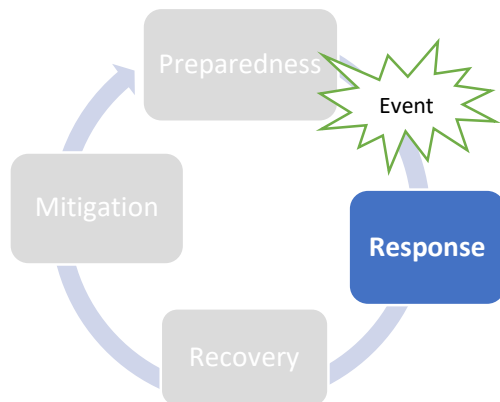 Preparedness
Event
Mitigation
Response
Recovery